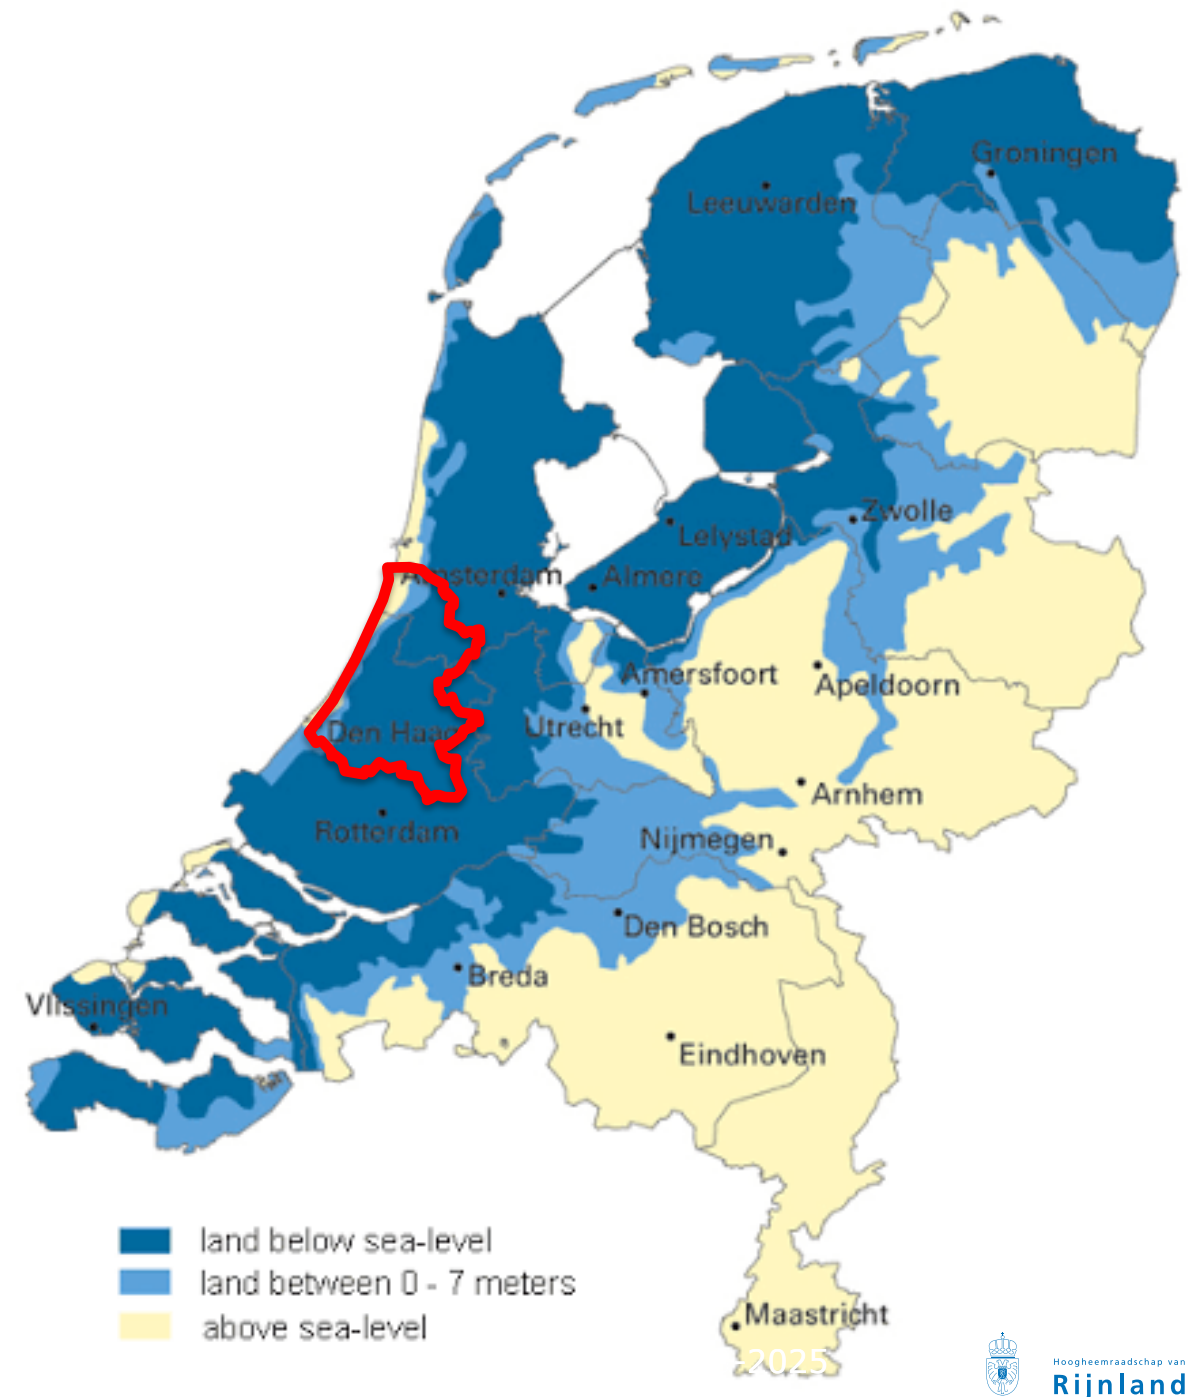 Groningen
Leeuwarden
Zwolle
Lelystad
Amsterdam
Almere
Amersfoort
Apeldoorn
Utrecht
Den Haag
Arnhem
Rotterdam
Nijmegen
Den Bosch
Breda
Vlissingen
Eindhoven
land below sea-level
land between 0 - 7 meters
above sea-level
Maastricht
-2025
Hoogheemraadschap van
Rijnland